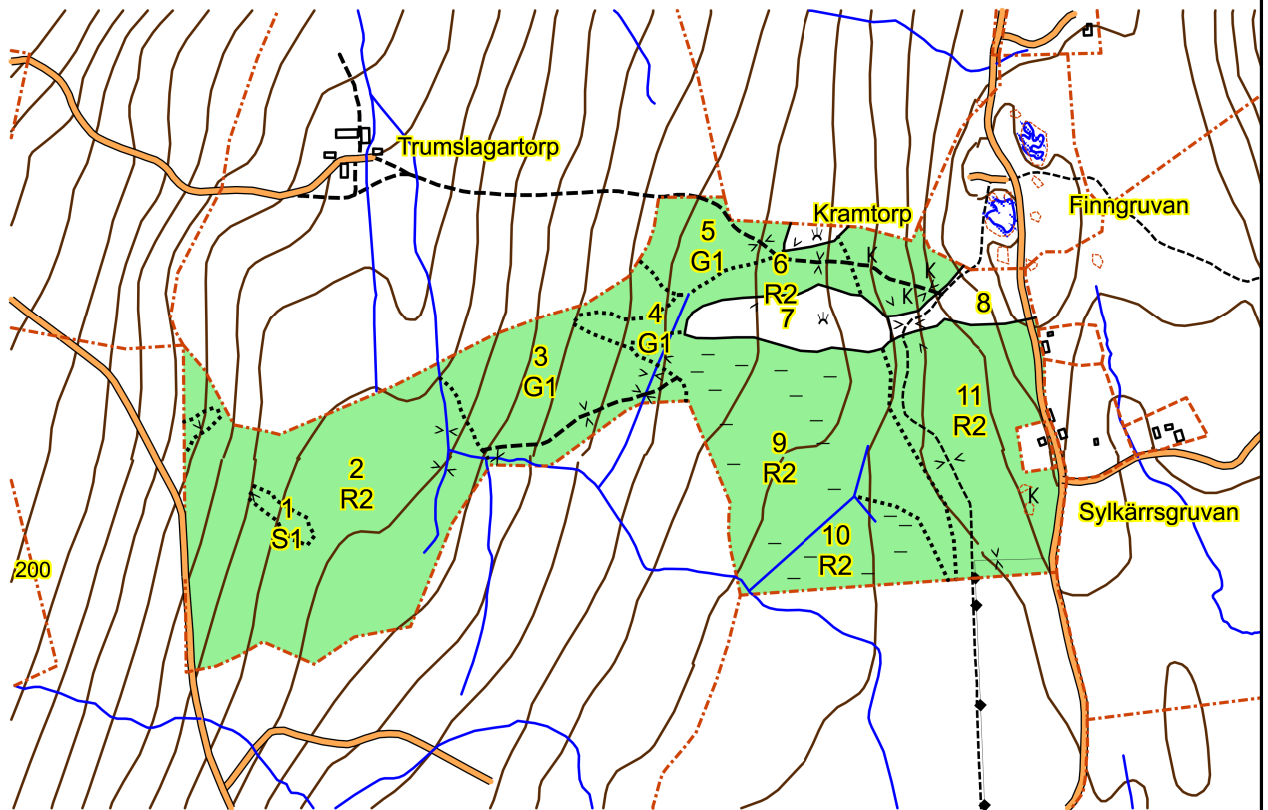 Trumslagartorp
Kramtorp
Finngruvan
5
G1
6
R2
K
K
K
7
8
4
G1
3
G1
11
R2
2
R2
9
R2
1
S1
K
Sylkärrsgruvan
10
R2
200